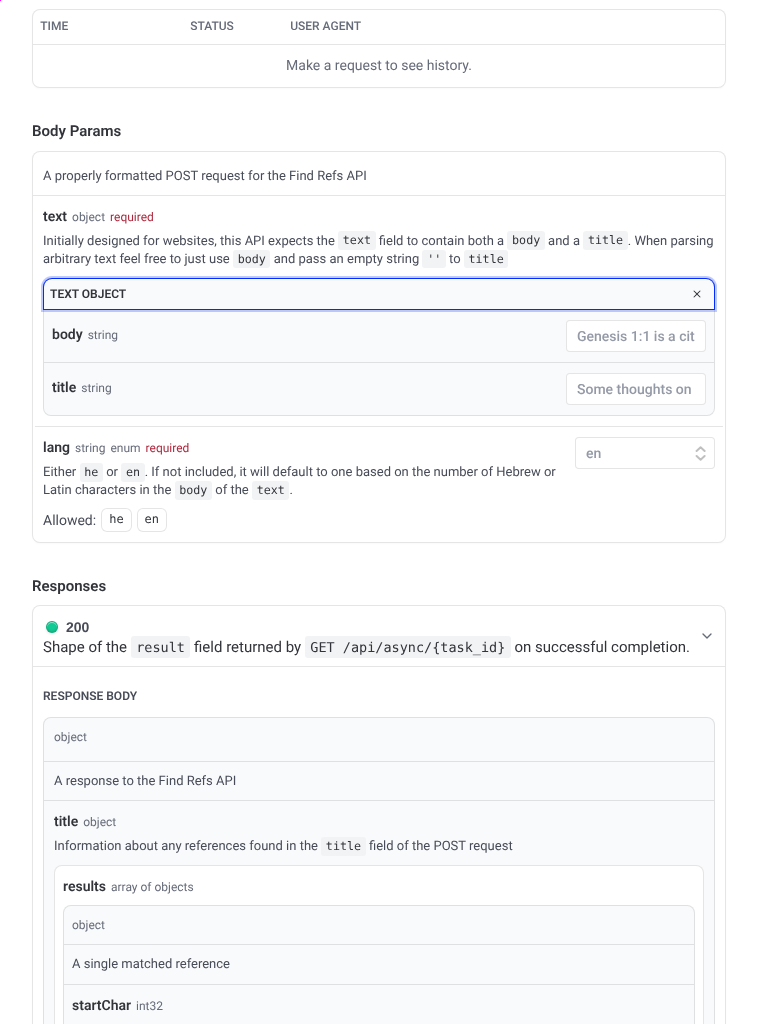 TIME STATUS USER AGENT
Make a request to see history.
Body Params
A properly formatted POST request for the Find Refs API
text object required
Initially designed for websites, this API expects the text field to contain both a body and a title . When parsing
arbitrary text feel free to just use body and pass an empty string '' to title
TEXT OBJECT
body string Genesis 1:1 is a cit
title string Some thoughts on
lang string enum required en
Either he or en . If not included, it will default to one based on the number of Hebrew or
Latin characters in the body of the text .
Allowed: he en
Responses
200
Shape of the result field returned by GET /api/async/{task_id} on successful completion.
RESPONSE BODY
object
A response to the Find Refs API
title object
Information about any references found in the title field of the POST request
results array of objects
object
A single matched reference
startChar int32